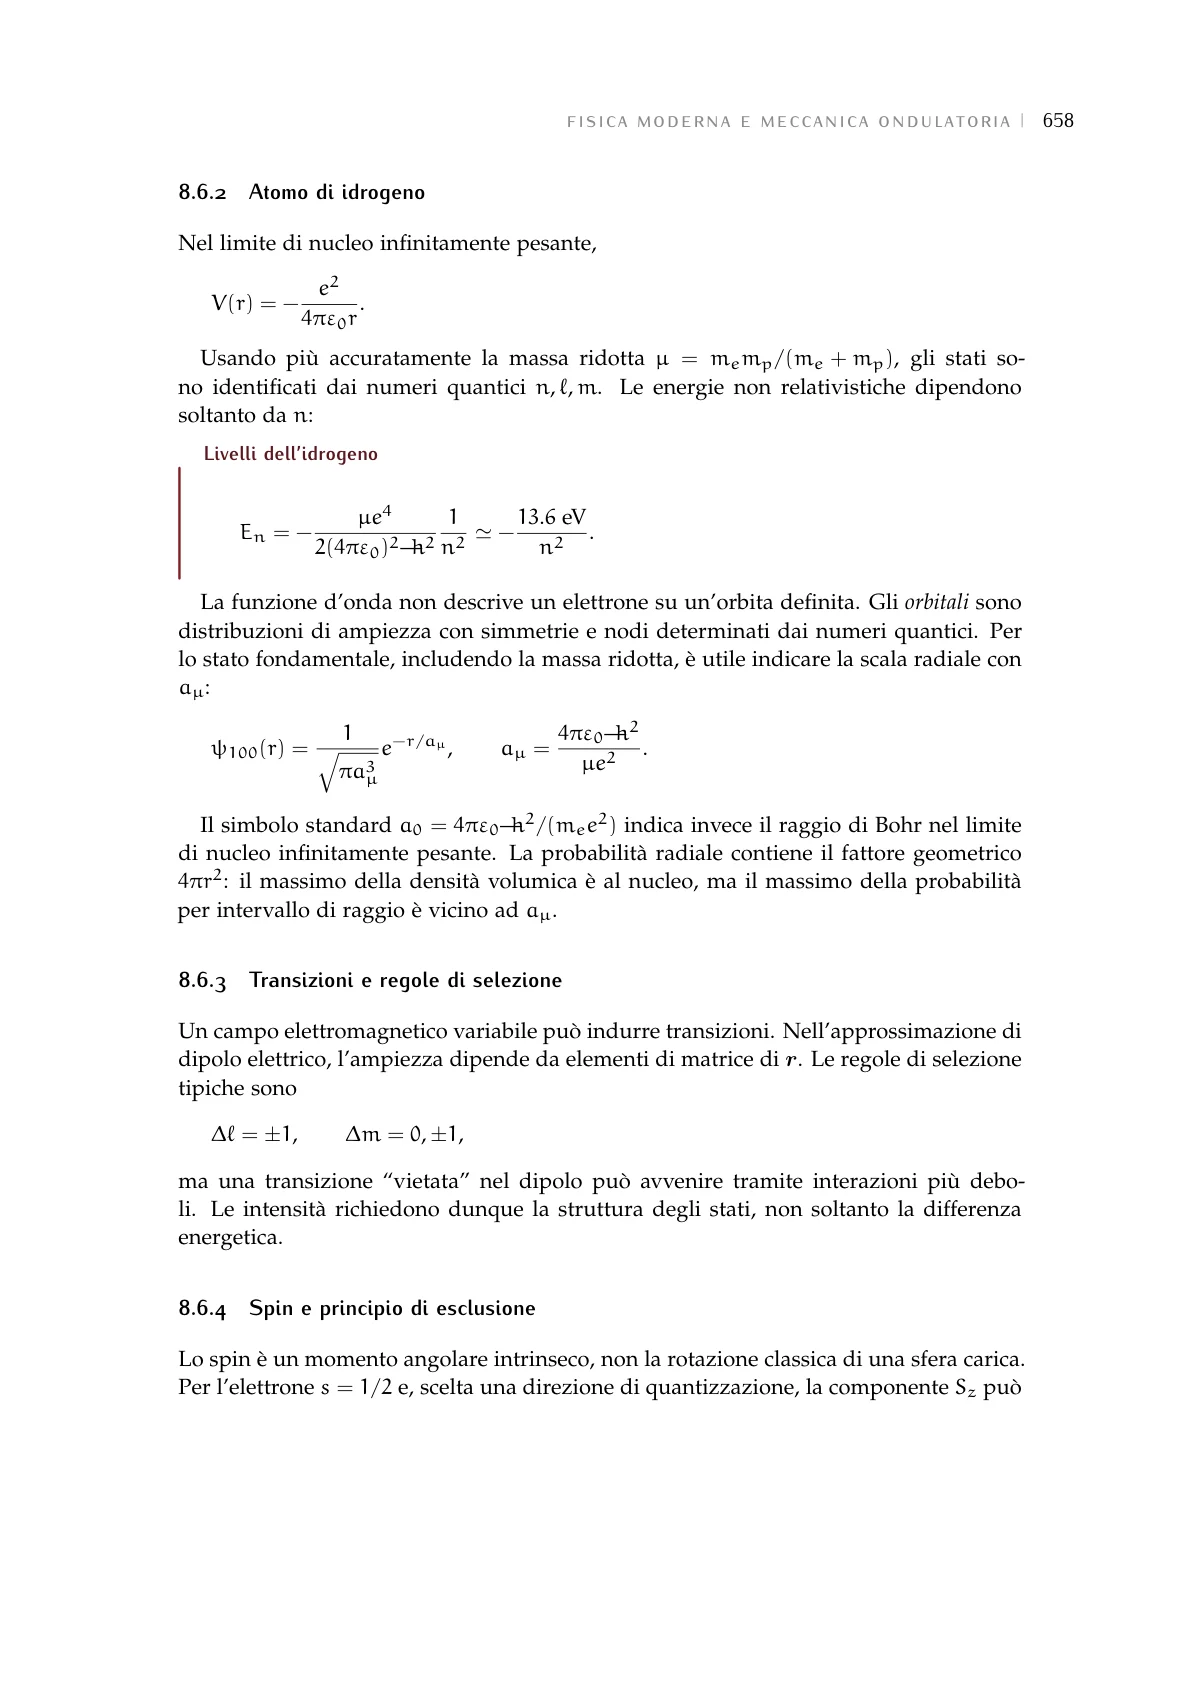 FISICA MODERNA E MECCANICA ONDULATORIA | 658
8.6.2 Atomo di idrogeno
Nel limite di nucleo infinitamente pesante,
V(r) = −e²/4πε₀r.
Usando più accuratamente la massa ridotta μ = mₑmₚ/(mₑ + mₚ), gli stati so-
no identificati dai numeri quantici n, ℓ, m. Le energie non relativistiche dipendono
soltanto da n:
Livelli dell'idrogeno
Eₙ = −μe⁴/2(4πε₀)²ħ² 1/n² ≃ −13.6 eV/n².
La funzione d'onda non descrive un elettrone su un'orbita definita. Gli orbitali sono
distribuzioni di ampiezza con simmetrie e nodi determinati dai numeri quantici. Per
lo stato fondamentale, includendo la massa ridotta, è utile indicare la scala radiale con
a_μ:
ψ₁₀₀(r) = 1/√(πa_μ³) e^(−r/a_μ), a_μ = 4πε₀ħ²/μe².
Il simbolo standard a₀ = 4πε₀ħ²/(mₑe²) indica invece il raggio di Bohr nel limite
di nucleo infinitamente pesante. La probabilità radiale contiene il fattore geometrico
4πr²: il massimo della densità volumica è al nucleo, ma il massimo della probabilità
per intervallo di raggio è vicino ad a_μ.
8.6.3 Transizioni e regole di selezione
Un campo elettromagnetico variabile può indurre transizioni. Nell'approssimazione di
dipolo elettrico, l'ampiezza dipende da elementi di matrice di r. Le regole di selezione
tipiche sono
Δℓ = ±1, Δm = 0, ±1,
ma una transizione “vietata” nel dipolo può avvenire tramite interazioni più debo-
li. Le intensità richiedono dunque la struttura degli stati, non soltanto la differenza
energetica.
8.6.4 Spin e principio di esclusione
Lo spin è un momento angolare intrinseco, non la rotazione classica di una sfera carica.
Per l'elettrone s = 1/2 e, scelta una direzione di quantizzazione, la componente S_z può